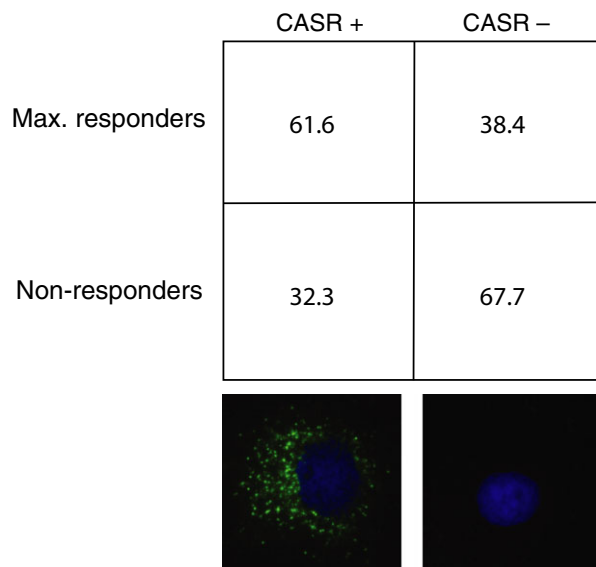 CASR + CASR –
Max. responders 61.6 38.4
Non-responders 32.3 67.7